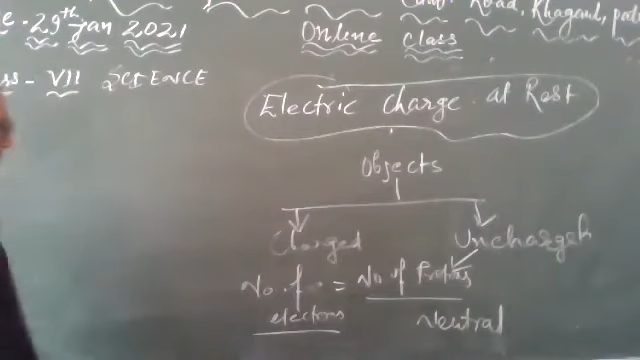 Road, Khagaul,
29th Jan 2021
Online Class
VII SCIENCE
Electric Charge at Rest
Objects
Charged Uncharged
No. of = No of Protons
electrons Neutral